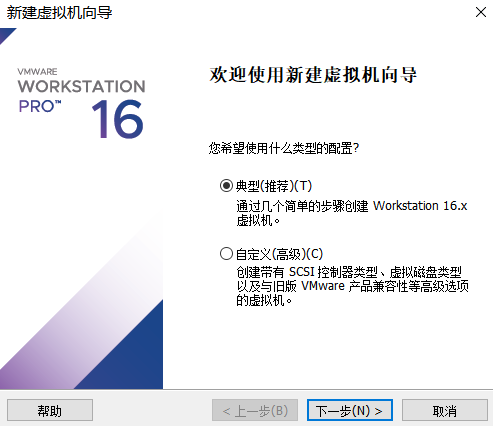 新建虚拟机向导
VMWARE
WORKSTATION
PRO™ 16
欢迎使用新建虚拟机向导
您希望使用什么类型的配置?
典型(推荐)(T)
通过几个简单的步骤创建 Workstation 16.x
虚拟机。
自定义(高级)(C)
创建带有 SCSI 控制器类型、虚拟磁盘类型
以及与旧版 VMware 产品兼容性等高级选项
的虚拟机。
帮助
< 上一步(B)
下一步(N) >
取消